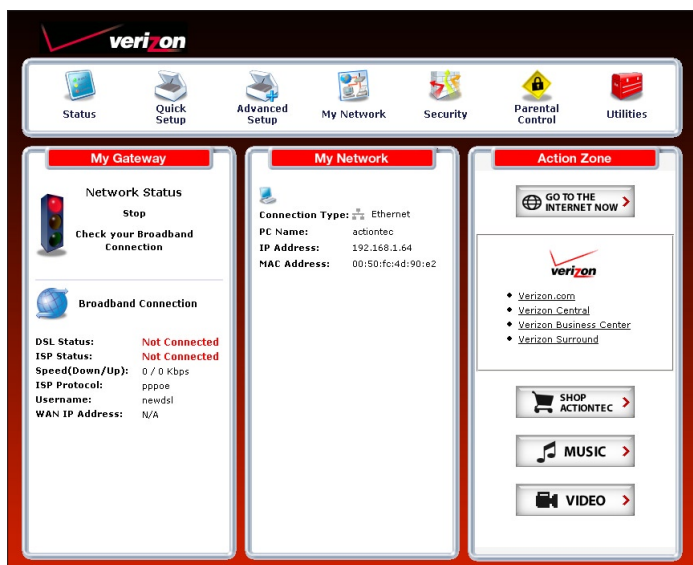 verizon
Status
Quick
Setup
Advanced
Setup
My Network
Security
Parental
Control
Utilities
My Gateway
Network Status
Stop
Check your Broadband
Connection
Broadband Connection
DSL Status: Not Connected
ISP Status: Not Connected
Speed(Down/Up): 0 / 0 Kbps
ISP Protocol: pppoe
Username: newdsl
WAN IP Address: N/A
My Network
Connection Type: Ethernet
PC Name: actiontec
IP Address: 192.168.1.64
MAC Address: 00:50:fc:4d:90:e2
Action Zone
GO TO THE
INTERNET NOW
verizon
Verizon.com
Verizon Central
Verizon Business Center
Verizon Surround
SHOP
ACTIONTEC
MUSIC
VIDEO